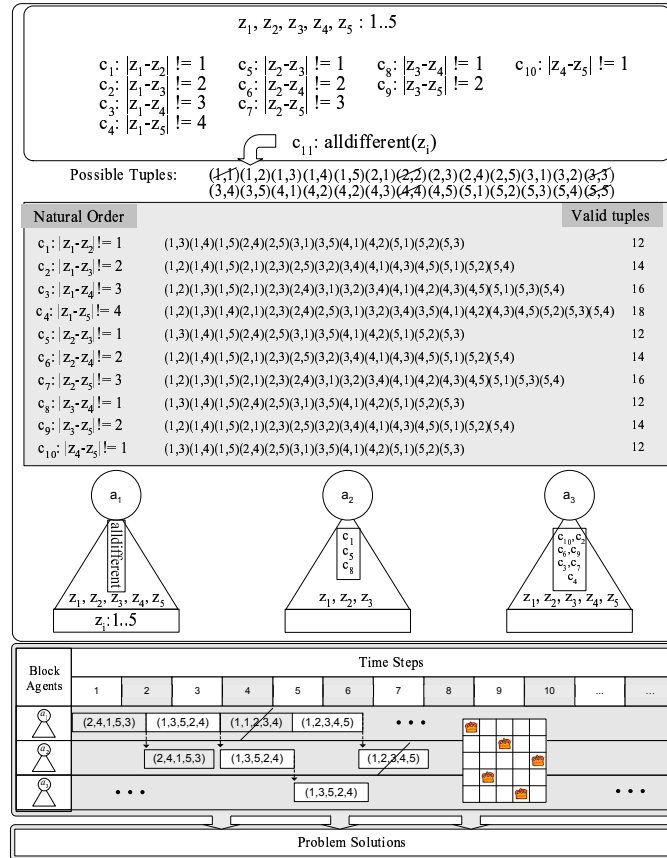 z1, z2, z3, z4, z5 : 1..5
c1: |z1-z2| != 1 c5: |z2-z3| != 1 c8: |z3-z4| != 1 c10: |z4-z5| != 1
c2: |z1-z3| != 2 c6: |z2-z4| != 2 c9: |z3-z5| != 2
c3: |z1-z4| != 3 c7: |z2-z5| != 3
c4: |z1-z5| != 4
c11: alldifferent(zi)
Possible Tuples: (1,1)(1,2)(1,3)(1,4)(1,5)(2,1)(2,2)(2,3)(2,4)(2,5)(3,1)(3,2)(3,3)
(3,4)(3,5)(4,1)(4,2)(4,2)(4,3)(4,4)(4,5)(5,1)(5,2)(5,3)(5,4)(5,5)
Natural Order Valid tuples
c1: |z1-z2| != 1 (1,3)(1,4)(1,5)(2,4)(2,5)(3,1)(3,5)(4,1)(4,2)(5,1)(5,2)(5,3) 12
c2: |z1-z3| != 2 (1,2)(1,4)(1,5)(2,1)(2,3)(2,5)(3,2)(3,4)(4,1)(4,3)(4,5)(5,1)(5,2)(5,4) 14
c3: |z1-z4| != 3 (1,2)(1,3)(1,5)(2,1)(2,3)(2,4)(3,1)(3,2)(3,4)(4,1)(4,2)(4,3)(4,5)(5,1)(5,3)(5,4) 16
c4: |z1-z5| != 4 (1,2)(1,3)(1,4)(2,1)(2,3)(2,4)(2,5)(3,1)(3,2)(3,4)(3,5)(4,1)(4,2)(4,3)(4,5)(5,2)(5,3)(5,4) 18
c5: |z2-z3| != 1 (1,3)(1,4)(1,5)(2,4)(2,5)(3,1)(3,5)(4,1)(4,2)(5,1)(5,2)(5,3) 12
c6: |z2-z4| != 2 (1,2)(1,4)(1,5)(2,1)(2,3)(2,5)(3,2)(3,4)(4,1)(4,3)(4,5)(5,1)(5,2)(5,4) 14
c7: |z2-z5| != 3 (1,2)(1,3)(1,5)(2,1)(2,3)(2,4)(3,1)(3,2)(3,4)(4,1)(4,2)(4,3)(4,5)(5,1)(5,3)(5,4) 16
c8: |z3-z4| != 1 (1,3)(1,4)(1,5)(2,4)(2,5)(3,1)(3,5)(4,1)(4,2)(5,1)(5,2)(5,3) 12
c9: |z3-z5| != 2 (1,2)(1,4)(1,5)(2,1)(2,3)(2,5)(3,2)(3,4)(4,1)(4,3)(4,5)(5,1)(5,2)(5,4) 14
c10: |z4-z5| != 1 (1,3)(1,4)(1,5)(2,4)(2,5)(3,1)(3,5)(4,1)(4,2)(5,1)(5,2)(5,3) 12
a1 a2 a3
alldifferent
c1
c5
c8
c10,c2
c6,c9
c3,c7
c4
z1, z2, z3, z4, z5 z1, z2, z3 z1, z2, z3, z4, z5
zi:1..5
Block Agents
Time Steps
1 2 3 4 5 6 7 8 9 10 ... ...
a1 (2,4,1,5,3) (1,3,5,2,4) (1,1,2,3,4) (1,2,3,4,5) • • •
a2 (2,4,1,5,3) (1,3,5,2,4) (1,2,3,4,5)
a3 • • • (1,3,5,2,4) • • •
Problem Solutions